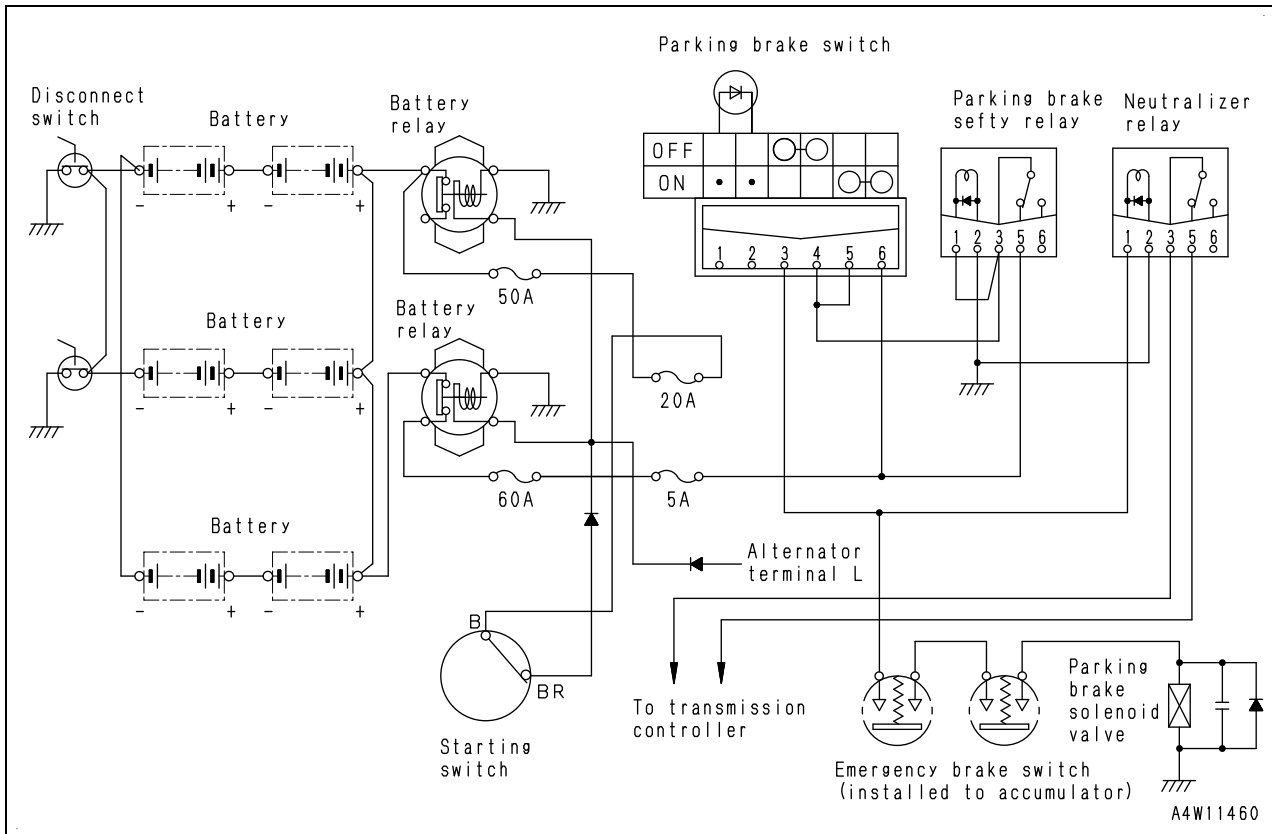 Parking brake switch
Disconnect
switch
Battery
Battery
relay
Parking brake
sefty relay
Neutralizer
relay
OFF
ON
- + - +
1 2 3 4 5 6
1 2 3 5 6
1 2 3 5 6
50A
Battery
Battery
relay
20A
- + - +
60A
5A
Battery
Alternator
terminal L
- + - +
B
BR
Starting
switch
To transmission
controller
Parking
brake
solenoid
valve
Emergency brake switch
(installed to accumulator)
A4W11460